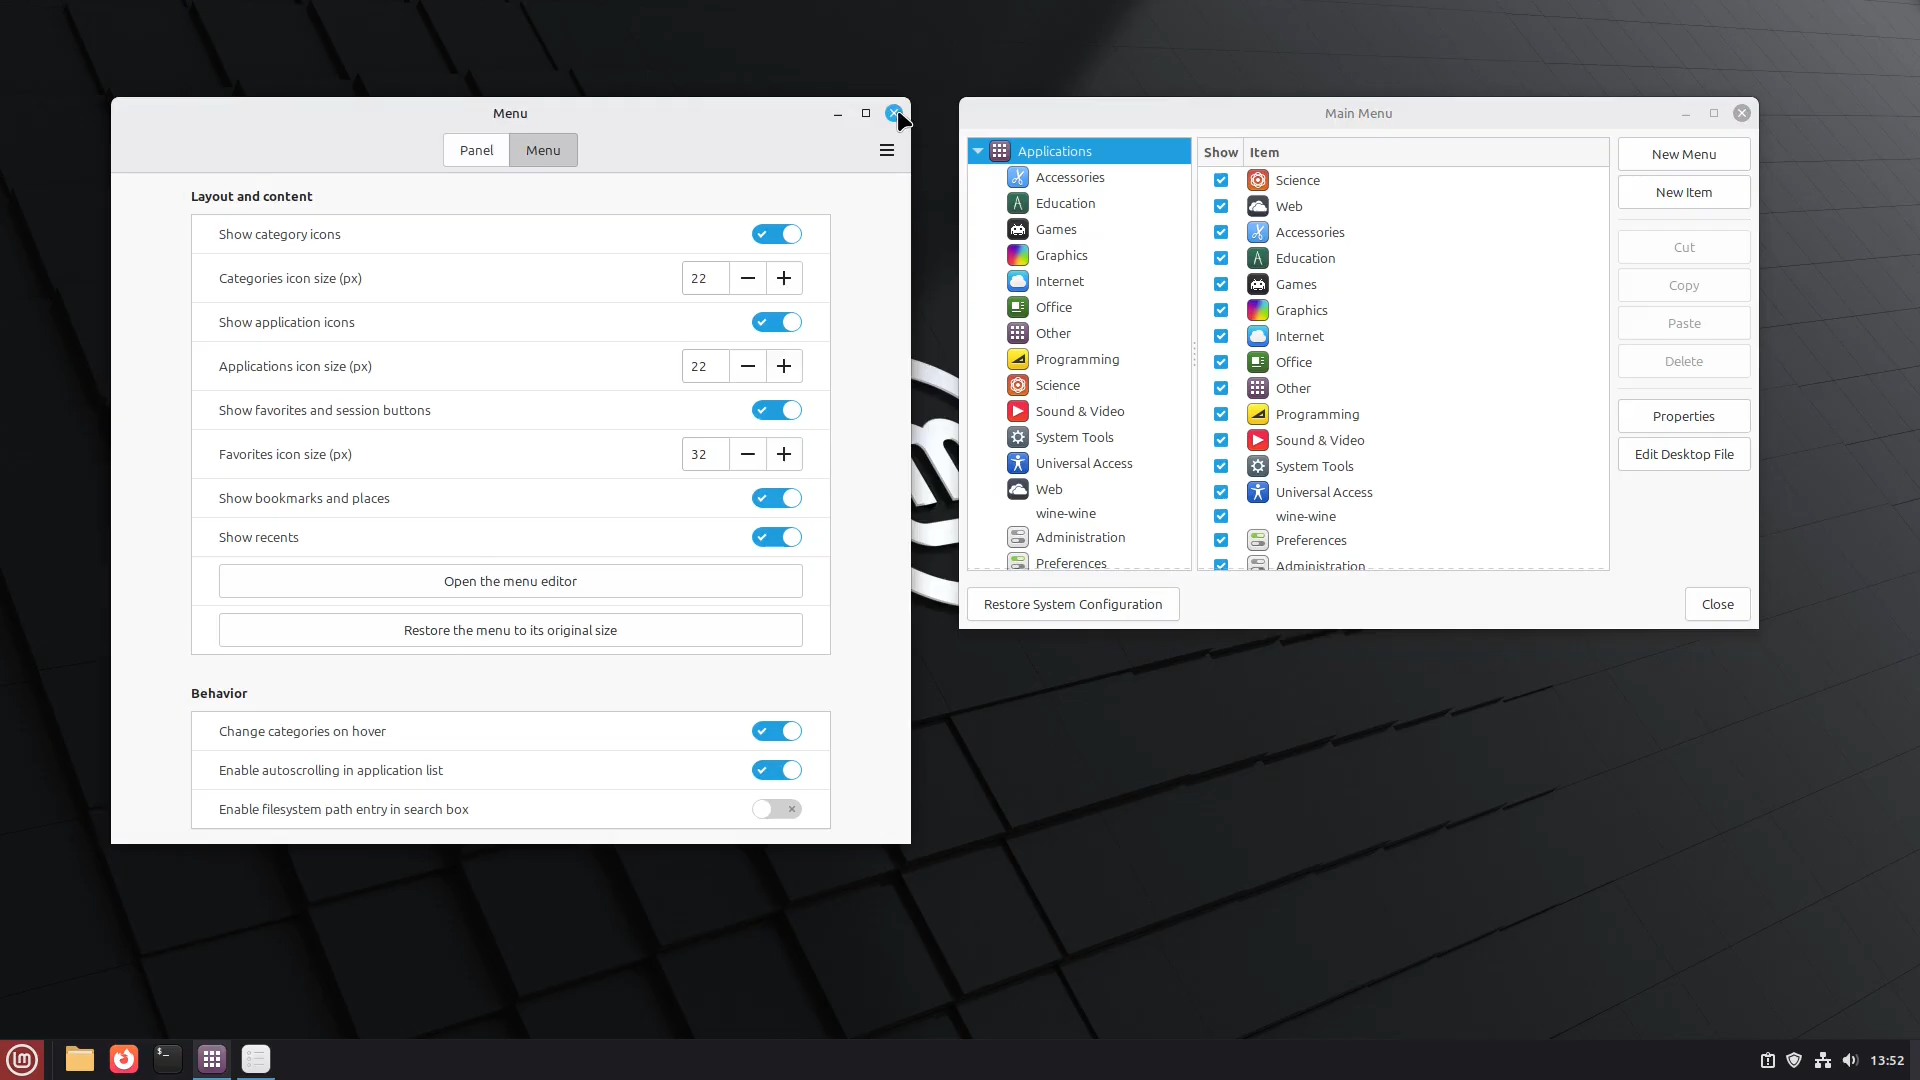 Menu
Panel
Menu
Layout and content
Show category icons
Categories icon size (px)
22
Show application icons
Applications icon size (px)
22
Show favorites and session buttons
Favorites icon size (px)
32
Show bookmarks and places
Show recents
Open the menu editor
Restore the menu to its original size
Behavior
Change categories on hover
Enable autoscrolling in application list
Enable filesystem path entry in search box
Main Menu
Applications
Accessories
Education
Games
Graphics
Internet
Office
Other
Programming
Science
Sound & Video
System Tools
Universal Access
Web
wine-wine
Administration
Preferences
Show Item
Science
Web
Accessories
Education
Games
Graphics
Internet
Office
Other
Programming
Sound & Video
System Tools
Universal Access
wine-wine
Preferences
Administration
New Menu
New Item
Cut
Copy
Paste
Delete
Properties
Edit Desktop File
Restore System Configuration
Close
13:52